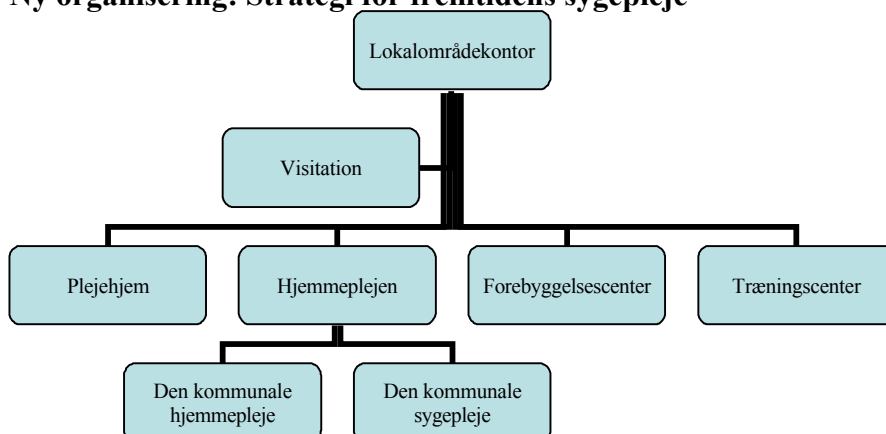 Ny organisering: Strategi for fremtidens sygepleje
Lokalområdekontor
Visitation
Plejehjem
Hjemmeplejen
Forebyggelsescenter
Træningscenter
Den kommunale
hjemmepleje
Den kommunale
sygepleje